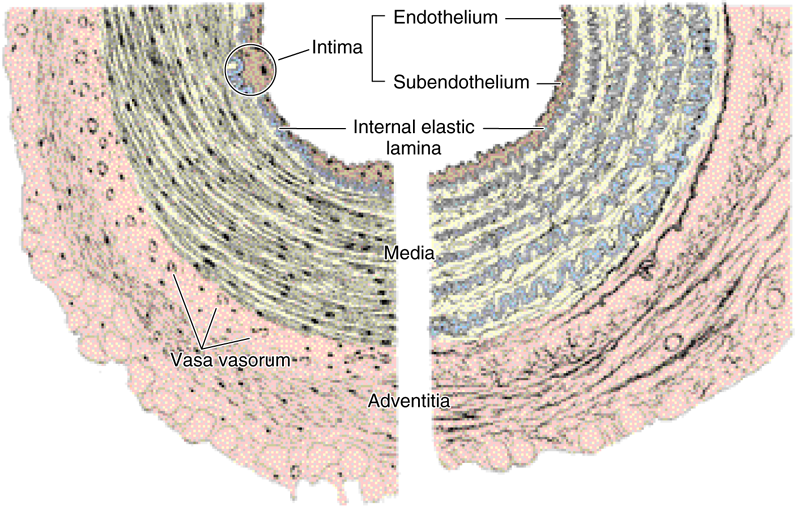 Endothelium
Intima
Subendothelium
Internal elastic
lamina
Media
Vasa vasorum
Adventitia